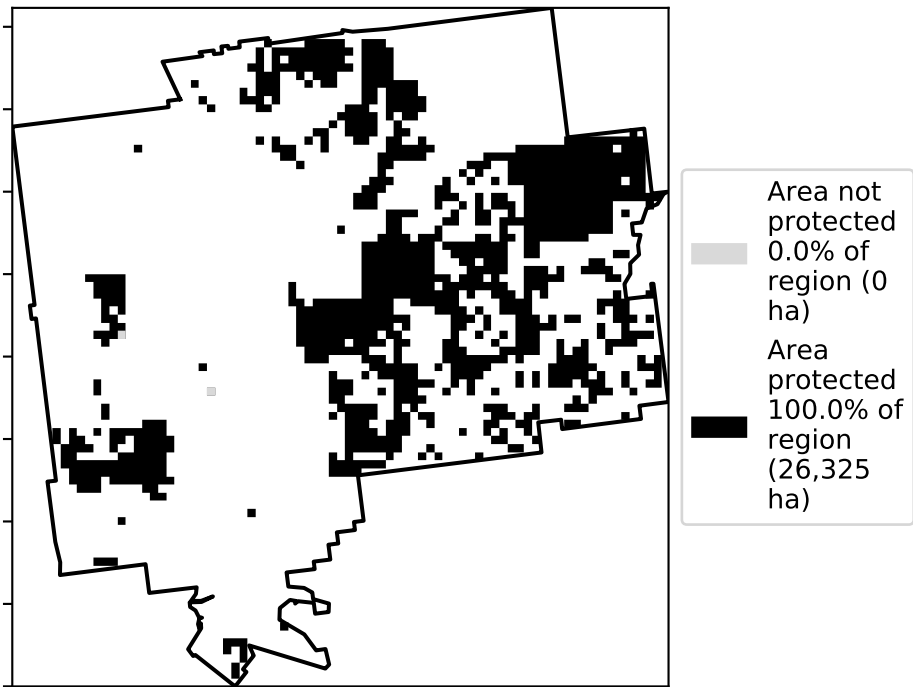 Area not
protected
0.0% of
region (0
ha)
Area
protected
100.0% of
region
(26,325
ha)